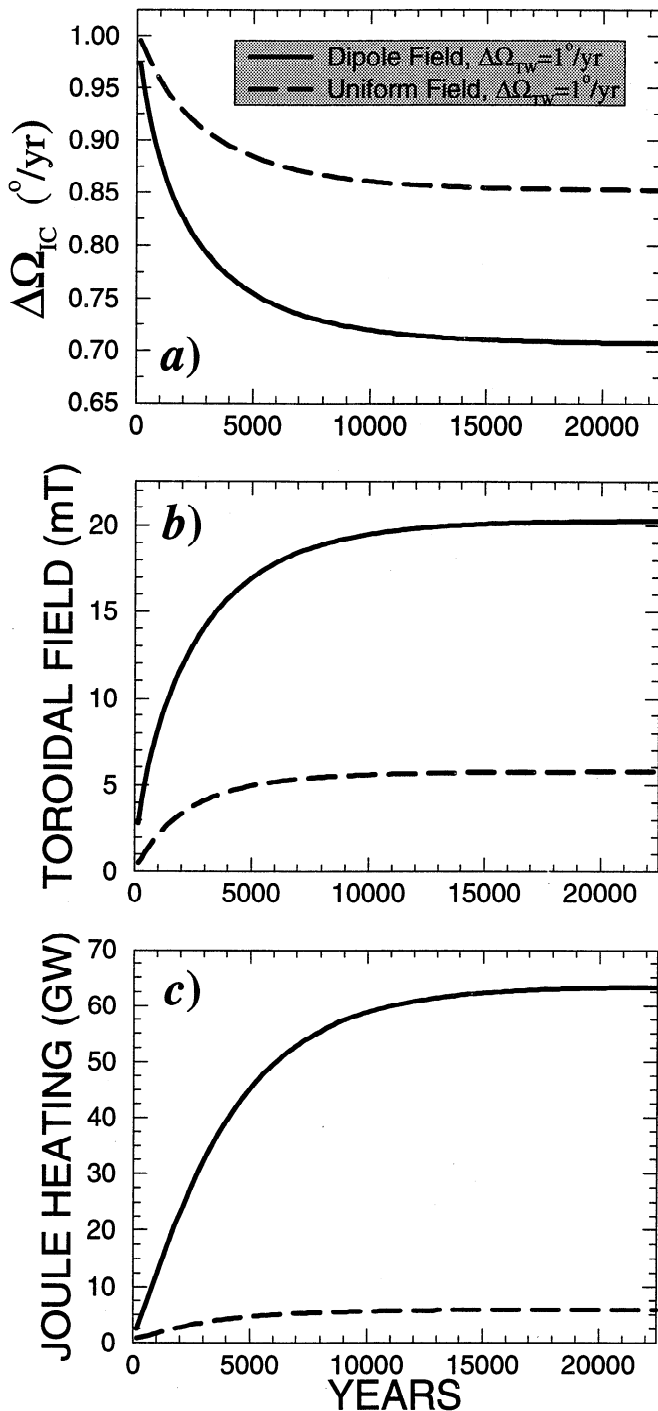 1.00
0.95
0.90
0.85
0.80
0.75
0.70
0.65
ΔΩIC (°/yr)
Dipole Field, ΔΩTW=1°/yr
Uniform Field, ΔΩTW=1°/yr
a)
0 5000 10000 15000 20000
20
15
10
5
0
TOROIDAL FIELD (mT)
b)
0 5000 10000 15000 20000
70
60
50
40
30
20
10
0
JOULE HEATING (GW)
c)
0 5000 10000 15000 20000
YEARS